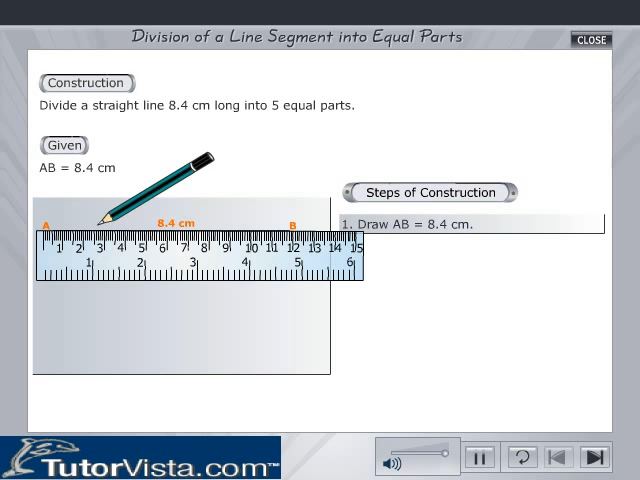 Division of a Line Segment into Equal Parts
CLOSE
Construction
Divide a straight line 8.4 cm long into 5 equal parts.
Given
AB = 8.4 cm
Steps of Construction
1. Draw AB = 8.4 cm.
A 8.4 cm B
1 2 3 4 5 6 7 8 9 10 11 12 13 14 15
1 2 3 4 5 6
TutorVista.com™